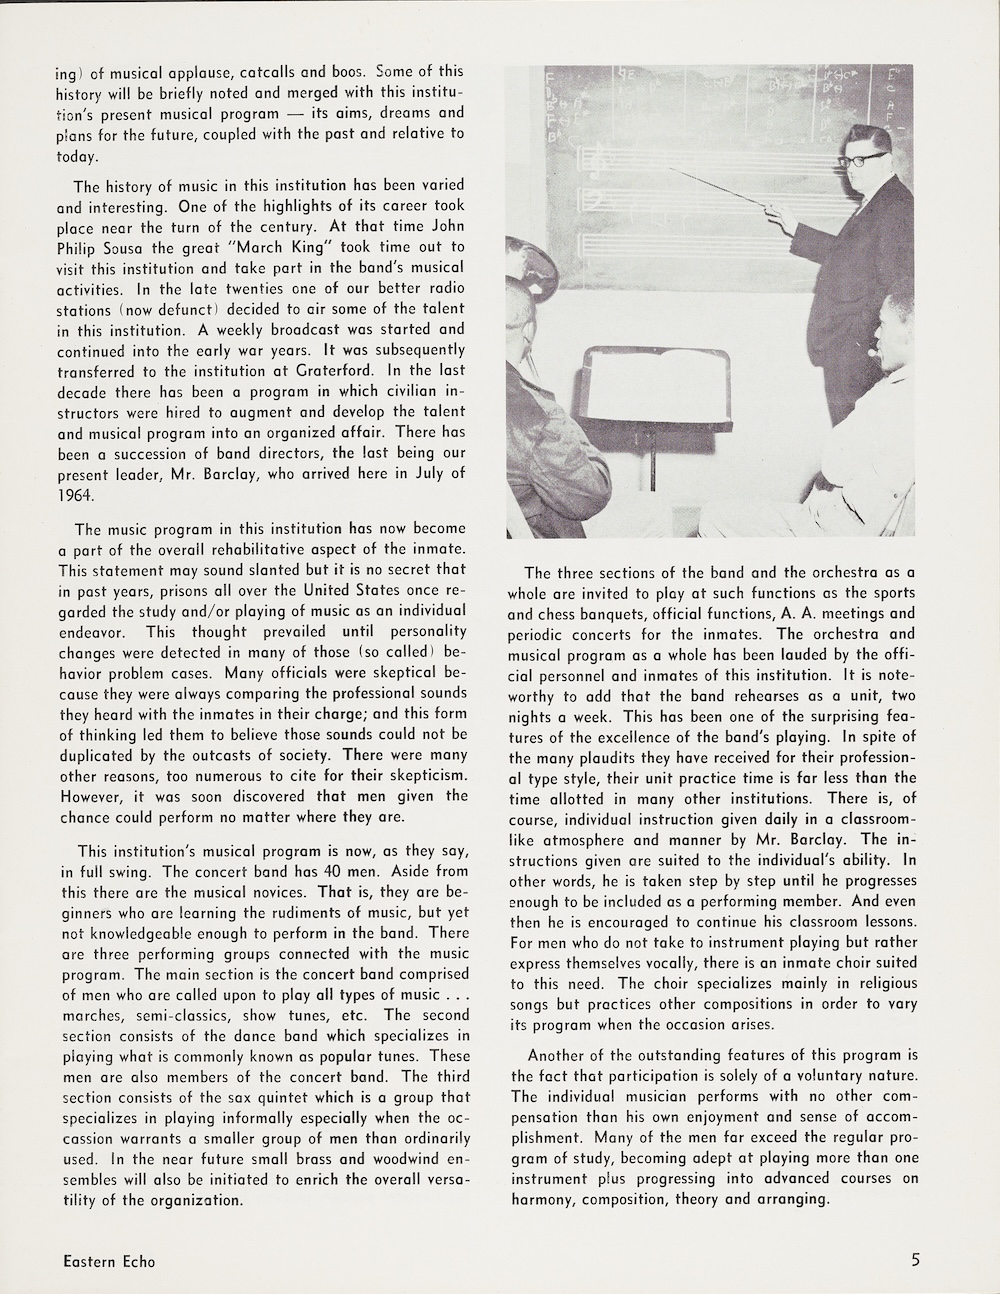 ing) of musical applause, catcalls and boos. Some of this
history will be briefly noted and merged with this institu-
tion's present musical program — its aims, dreams and
plans for the future, coupled with the past and relative to
today.
The history of music in this institution has been varied
and interesting. One of the highlights of its career took
place near the turn of the century. At that time John
Philip Sousa the great "March King" took time out to
visit this institution and take part in the band's musical
activities. In the late twenties one of our better radio
stations (now defunct) decided to air some of the talent
in this institution. A weekly broadcast was started and
continued into the early war years. It was subsequently
transferred to the institution at Graterford. In the last
decade there has been a program in which civilian in-
structors were hired to augment and develop the talent
and musical program into an organized affair. There has
been a succession of band directors, the last being our
present leader, Mr. Barclay, who arrived here in July of
1964.
The music program in this institution has now become
a part of the overall rehabilitative aspect of the inmate.
This statement may sound slanted but it is no secret that
in past years, prisons all over the United States once re-
garded the study and/or playing of music as an individual
endeavor. This thought prevailed until personality
changes were detected in many of those (so called) be-
havior problem cases. Many officials were skeptical be-
cause they were always comparing the professional sounds
they heard with the inmates in their charge; and this form
of thinking led them to believe those sounds could not be
duplicated by the outcasts of society. There were many
other reasons, too numerous to cite for their skepticism.
However, it was soon discovered that men given the
chance could perform no matter where they are.
This institution's musical program is now, as they say,
in full swing. The concert band has 40 men. Aside from
this there are the musical novices. That is, they are be-
ginners who are learning the rudiments of music, but yet
not knowledgeable enough to perform in the band. There
are three performing groups connected with the music
program. The main section is the concert band comprised
of men who are called upon to play all types of music . . .
marches, semi-classics, show tunes, etc. The second
section consists of the dance band which specializes in
playing what is commonly known as popular tunes. These
men are also members of the concert band. The third
section consists of the sax quintet which is a group that
specializes in playing informally especially when the oc-
cassion warrants a smaller group of men than ordinarily
used. In the near future small brass and woodwind en-
sembles will also be initiated to enrich the overall versa-
tility of the organization.
The three sections of the band and the orchestra as a
whole are invited to play at such functions as the sports
and chess banquets, official functions, A. A. meetings and
periodic concerts for the inmates. The orchestra and
musical program as a whole has been lauded by the offi-
cial personnel and inmates of this institution. It is note-
worthy to add that the band rehearses as a unit, two
nights a week. This has been one of the surprising fea-
tures of the excellence of the band's playing. In spite of
the many plaudits they have received for their profession-
al type style, their unit practice time is far less than the
time allotted in many other institutions. There is, of
course, individual instruction given daily in a classroom-
like atmosphere and manner by Mr. Barclay. The in-
structions given are suited to the individual's ability. In
other words, he is taken step by step until he progresses
enough to be included as a performing member. And even
then he is encouraged to continue his classroom lessons.
For men who do not take to instrument playing but rather
express themselves vocally, there is an inmate choir suited
to this need. The choir specializes mainly in religious
songs but practices other compositions in order to vary
its program when the occasion arises.
Another of the outstanding features of this program is
the fact that participation is solely of a voluntary nature.
The individual musician performs with no other com-
pensation than his own enjoyment and sense of accom-
plishment. Many of the men far exceed the regular pro-
gram of study, becoming adept at playing more than one
instrument plus progressing into advanced courses on
harmony, composition, theory and arranging.
Eastern Echo
5